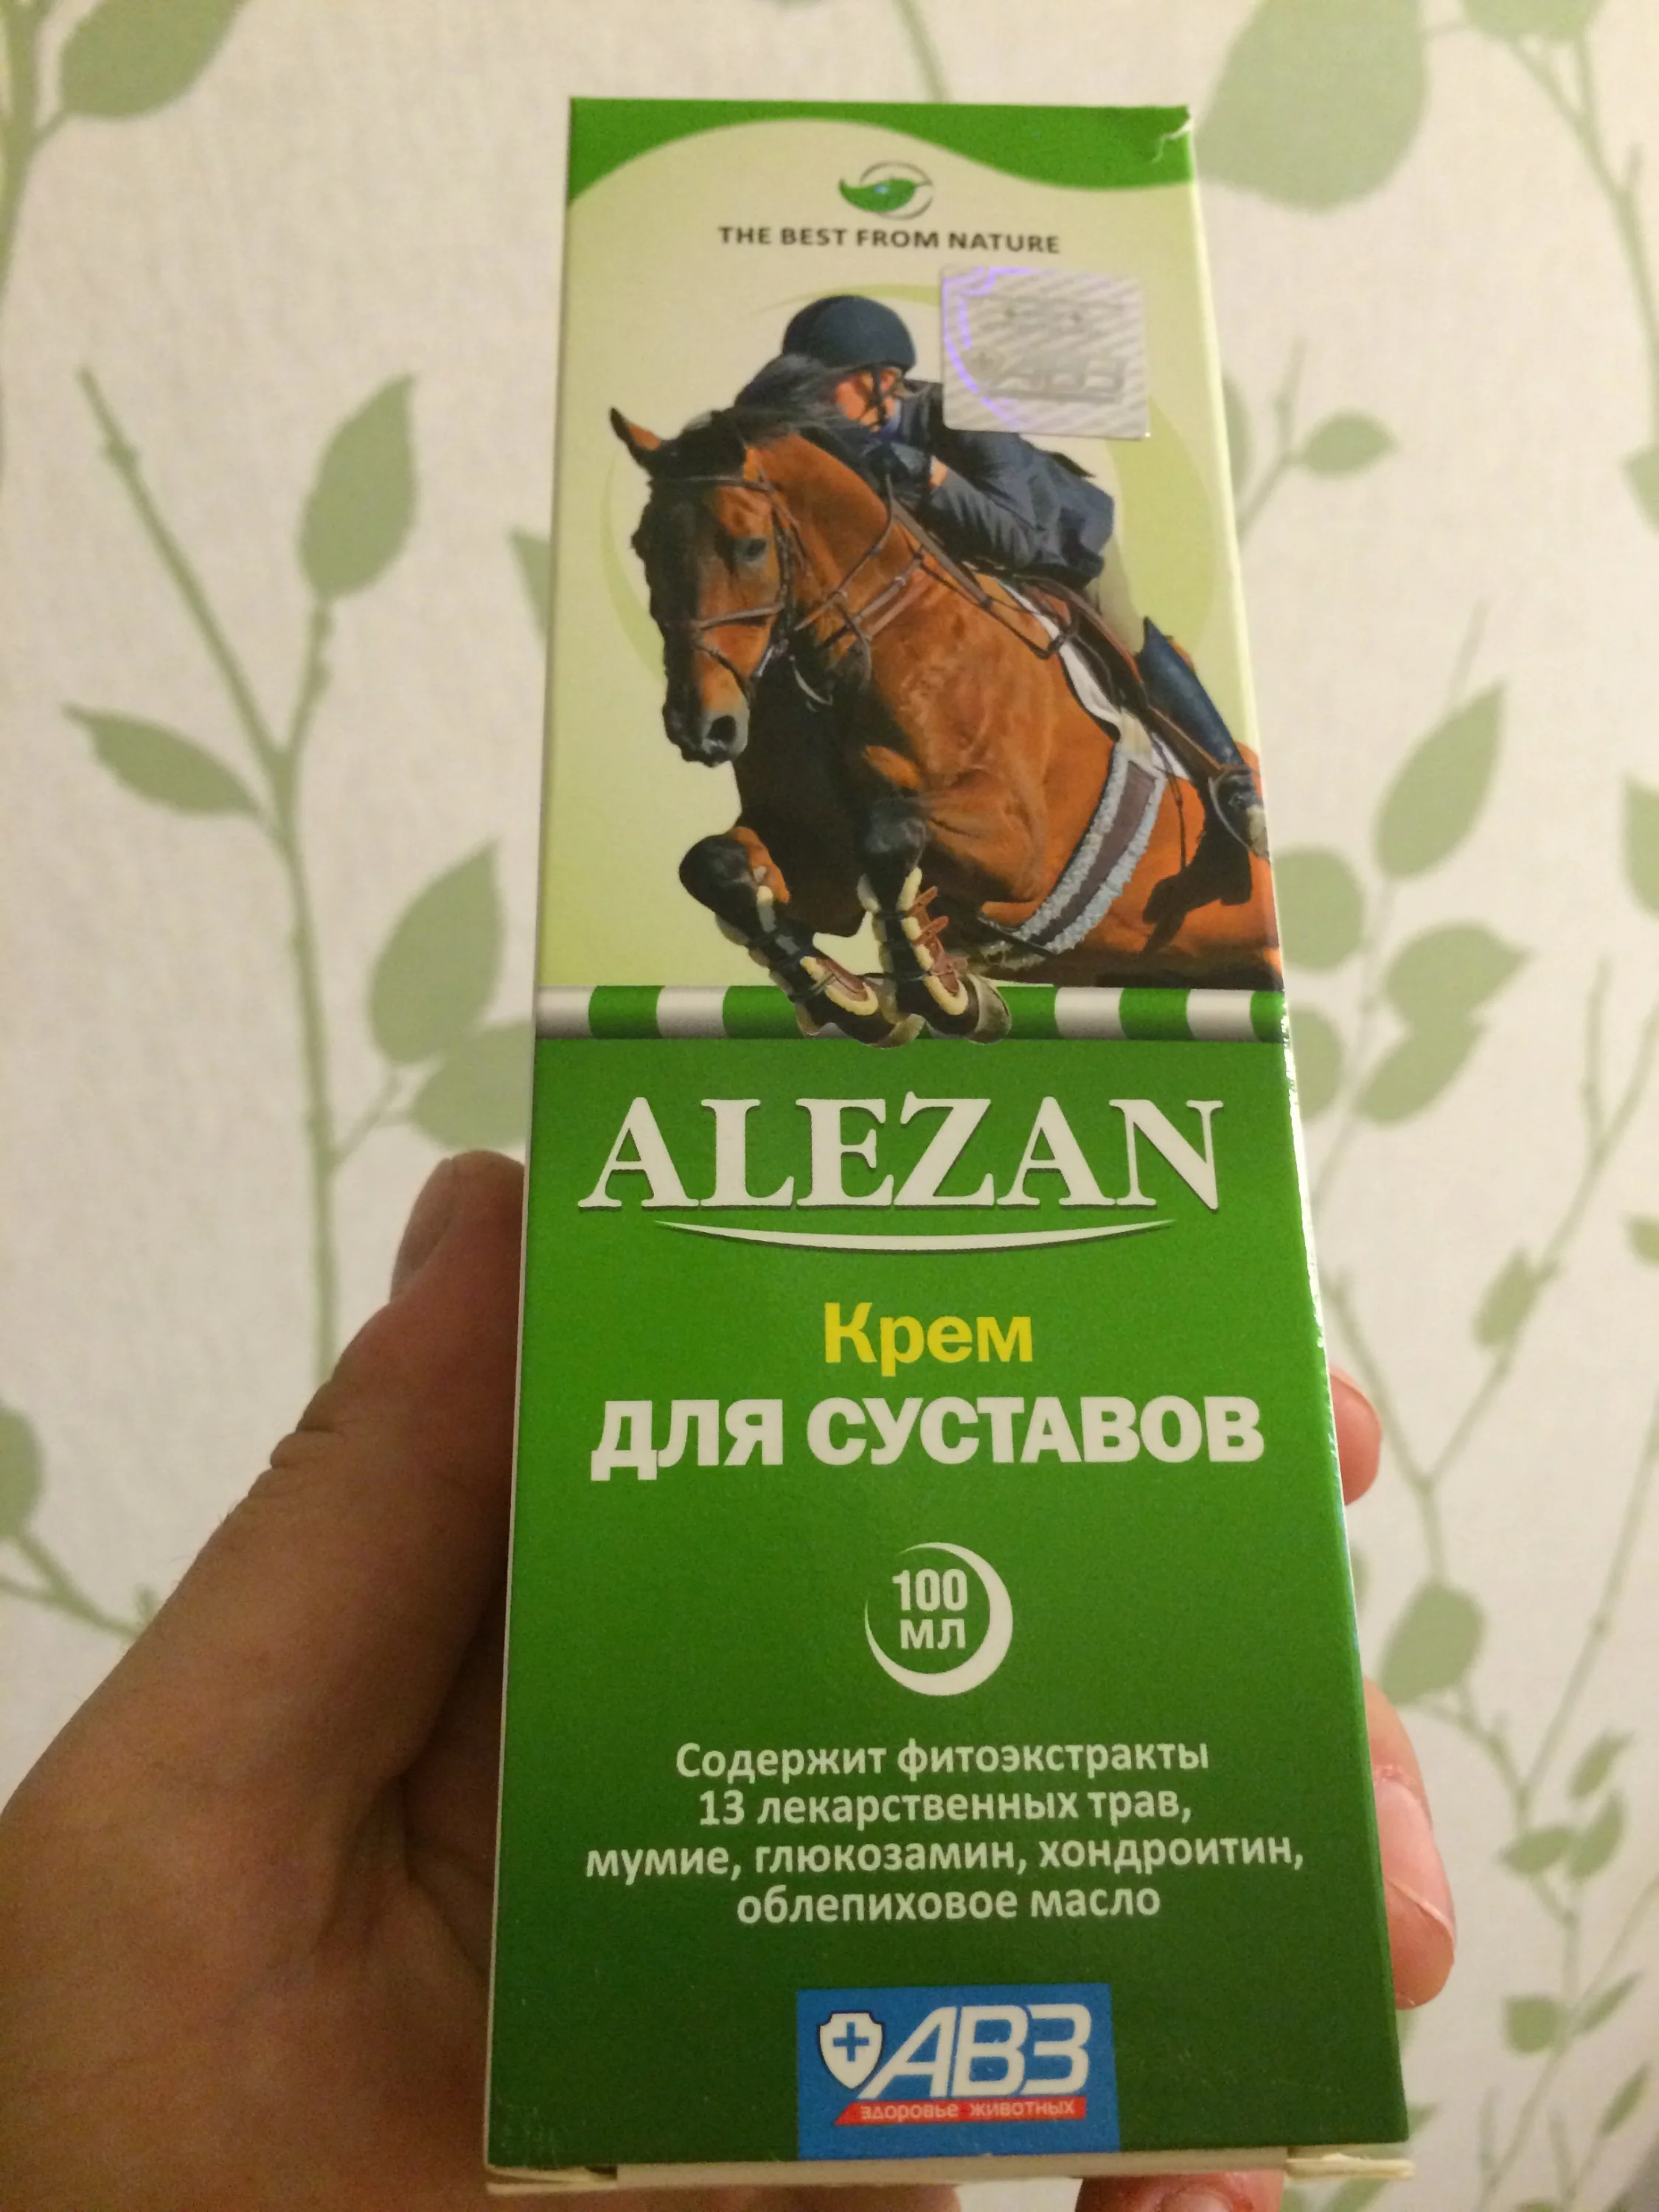 THE BEST FROM NATURE
АВЗ
ALEZAN
Крем
ДЛЯ СУСТАВОВ
100
МЛ
Содержит фитоэкстракты
13 лекарственных трав,
мумие, глюкозамин, хондроитин,
облепиховое масло
АВЗ
здоровье животных